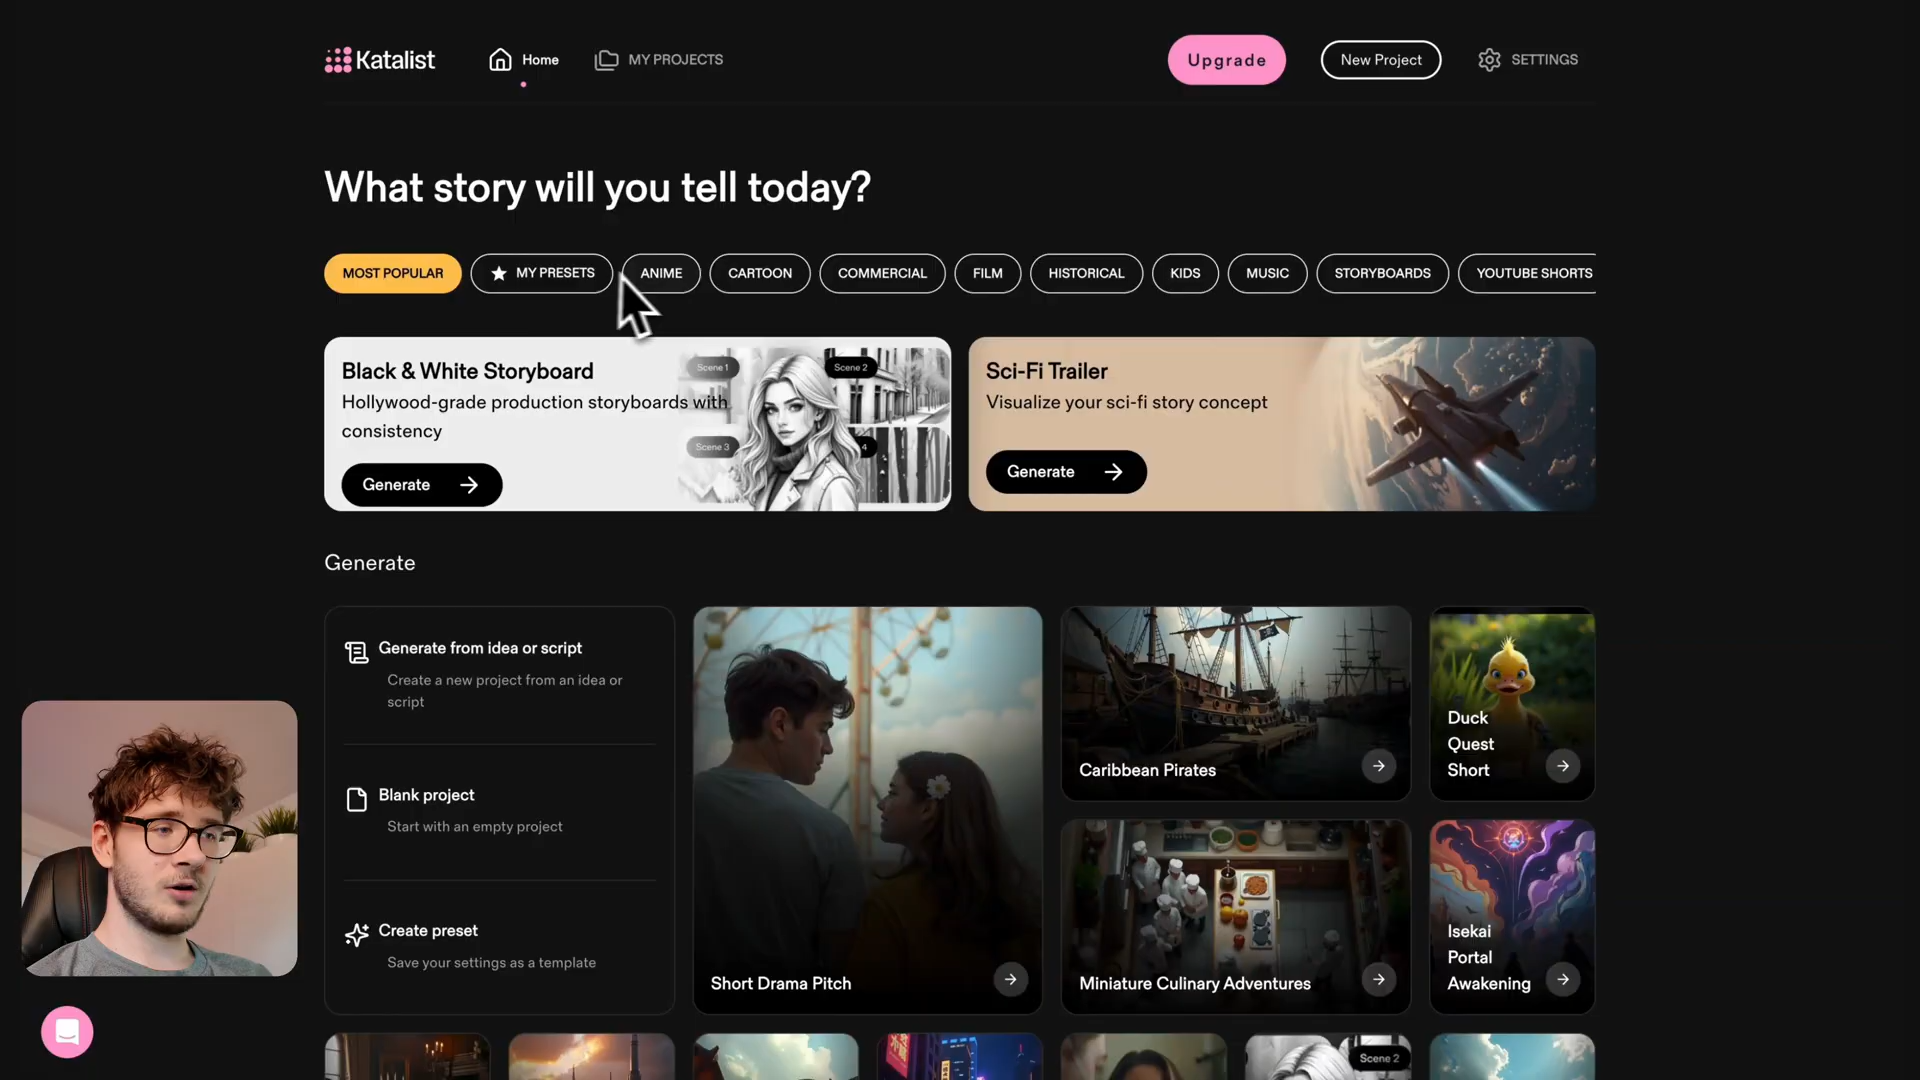 Katalist
Home
MY PROJECTS
Upgrade
New Project
SETTINGS
What story will you tell today?
MOST POPULAR
MY PRESETS
ANIME
CARTOON
COMMERCIAL
FILM
HISTORICAL
KIDS
MUSIC
STORYBOARDS
YOUTUBE SHORTS
Black & White Storyboard
Hollywood-grade production storyboards with
consistency
Generate
Scene 1
Scene 2
Scene 3
4
Sci-Fi Trailer
Visualize your sci-fi story concept
Generate
Generate
Generate from idea or script
Create a new project from an idea or
script
Blank project
Start with an empty project
Create preset
Save your settings as a template
Short Drama Pitch
Caribbean Pirates
Duck
Quest
Short
Miniature Culinary Adventures
Isekai
Portal
Awakening
Scene 2